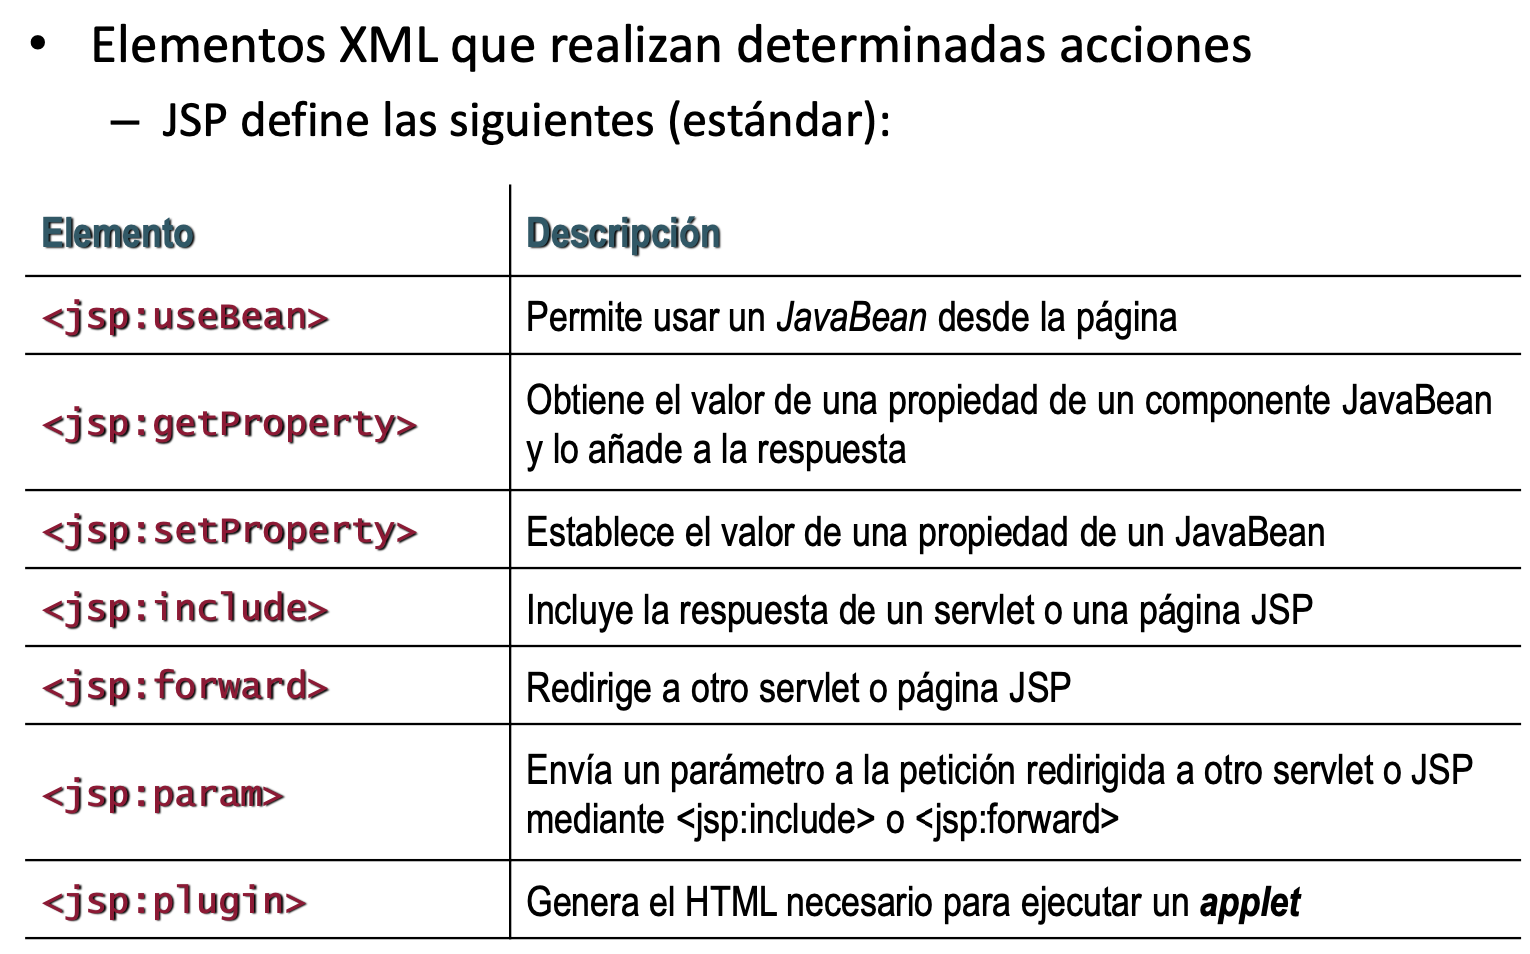 • Elementos XML que realizan determinadas acciones
– JSP define las siguientes (estándar):
Elemento Descripción
<jsp:useBean> Permite usar un JavaBean desde la página
<jsp:getProperty> Obtiene el valor de una propiedad de un componente JavaBean
y lo añade a la respuesta
<jsp:setProperty> Establece el valor de una propiedad de un JavaBean
<jsp:include> Incluye la respuesta de un servlet o una página JSP
<jsp:forward> Redirige a otro servlet o página JSP
<jsp:param> Envía un parámetro a la petición redirigida a otro servlet o JSP
mediante <jsp:include> o <jsp:forward>
<jsp:plugin> Genera el HTML necesario para ejecutar un applet